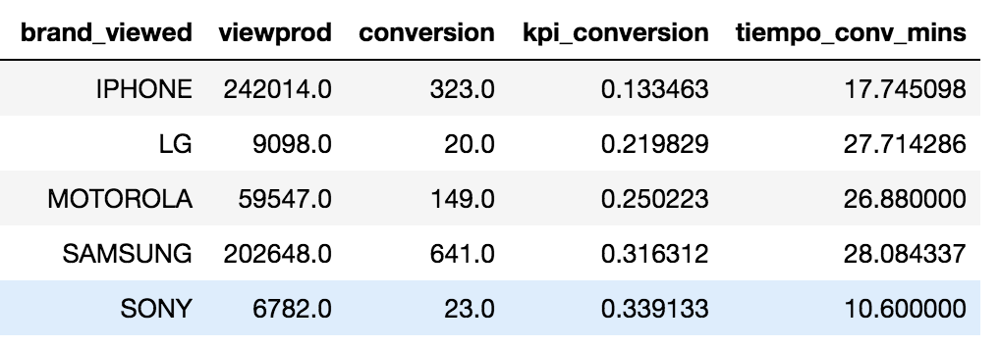 brand_viewed viewprod conversion kpi_conversion tiempo_conv_mins
IPHONE 242014.0 323.0 0.133463 17.745098
LG 9098.0 20.0 0.219829 27.714286
MOTOROLA 59547.0 149.0 0.250223 26.880000
SAMSUNG 202648.0 641.0 0.316312 28.084337
SONY 6782.0 23.0 0.339133 10.600000